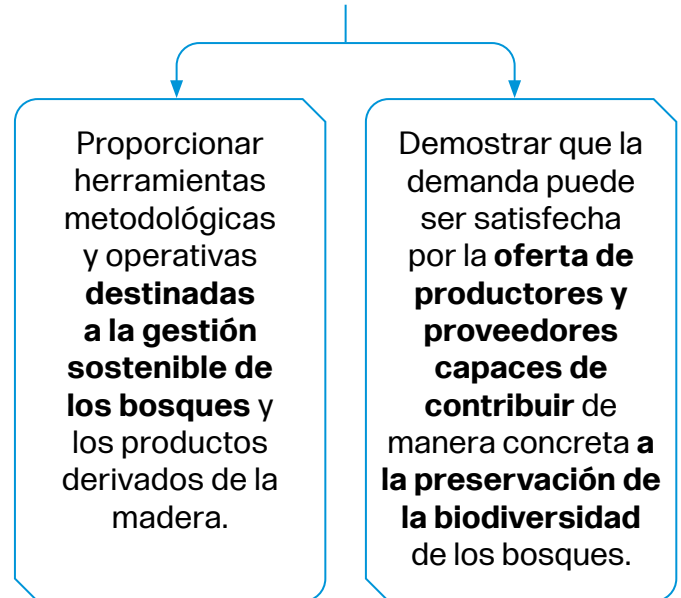 Proporcionar
herramientas
metodológicas
y operativas
destinadas
a la gestión
sostenible de
los bosques y
los productos
derivados de la
madera.
Demostrar que la
demanda puede
ser satisfecha
por la oferta de
productores y
proveedores
capaces de
contribuir de
manera concreta a
la preservación de
la biodiversidad
de los bosques.